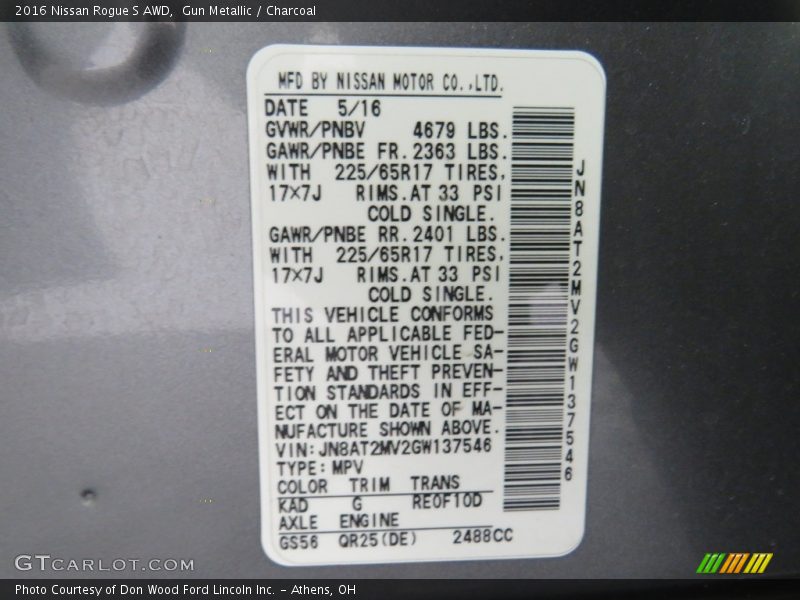 2016 Nissan Rogue S AWD,  Gun Metallic / Charcoal
MFD BY NISSAN MOTOR CO.,LTD.
DATE 5/16
GVWR/PNBV 4679 LBS.
GAWR/PNBE FR. 2363 LBS.
WITH 225/65R17 TIRES,
17x7J RIMS. AT 33 PSI
COLD SINGLE.
GAWR/PNBE RR. 2401 LBS.
WITH 225/65R17 TIRES,
17x7J RIMS. AT 33 PSI
COLD SINGLE.
THIS VEHICLE CONFORMS
TO ALL APPLICABLE FED-
ERAL MOTOR VEHICLE SA-
FETY AND THEFT PREVEN-
TION STANDARDS IN EFF-
ECT ON THE DATE OF MA-
NUFACTURE SHOWN ABOVE.
VIN: JN8AT2MV2GW137546
TYPE: MPV
COLOR TRIM TRANS
KAD G RE0F10D
AXLE ENGINE
GS56 QR25(DE) 2488CC
JN8AT2MV2GW137546
GTCARLOT.COM
Photo Courtesy of Don Wood Ford Lincoln Inc. - Athens, OH